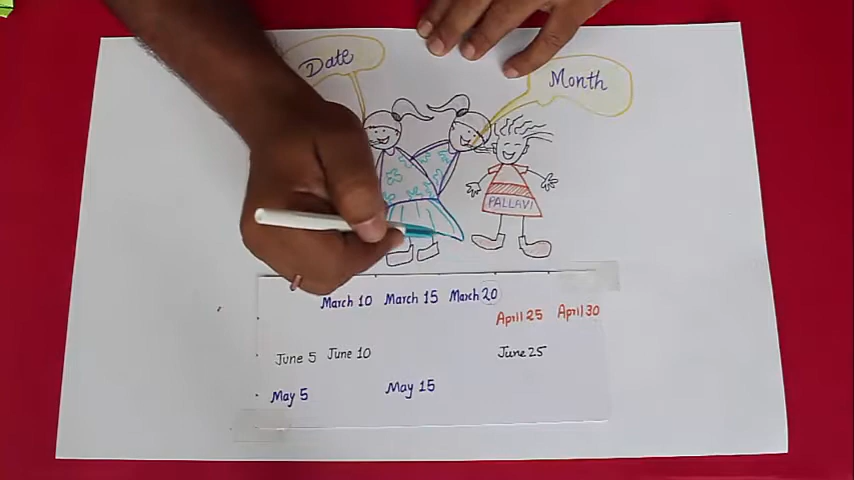 Date
Month
PALLAVI
March 10 March 15 March 20
April 25 April 30
June 5 June 10 June 25
May 5 May 15